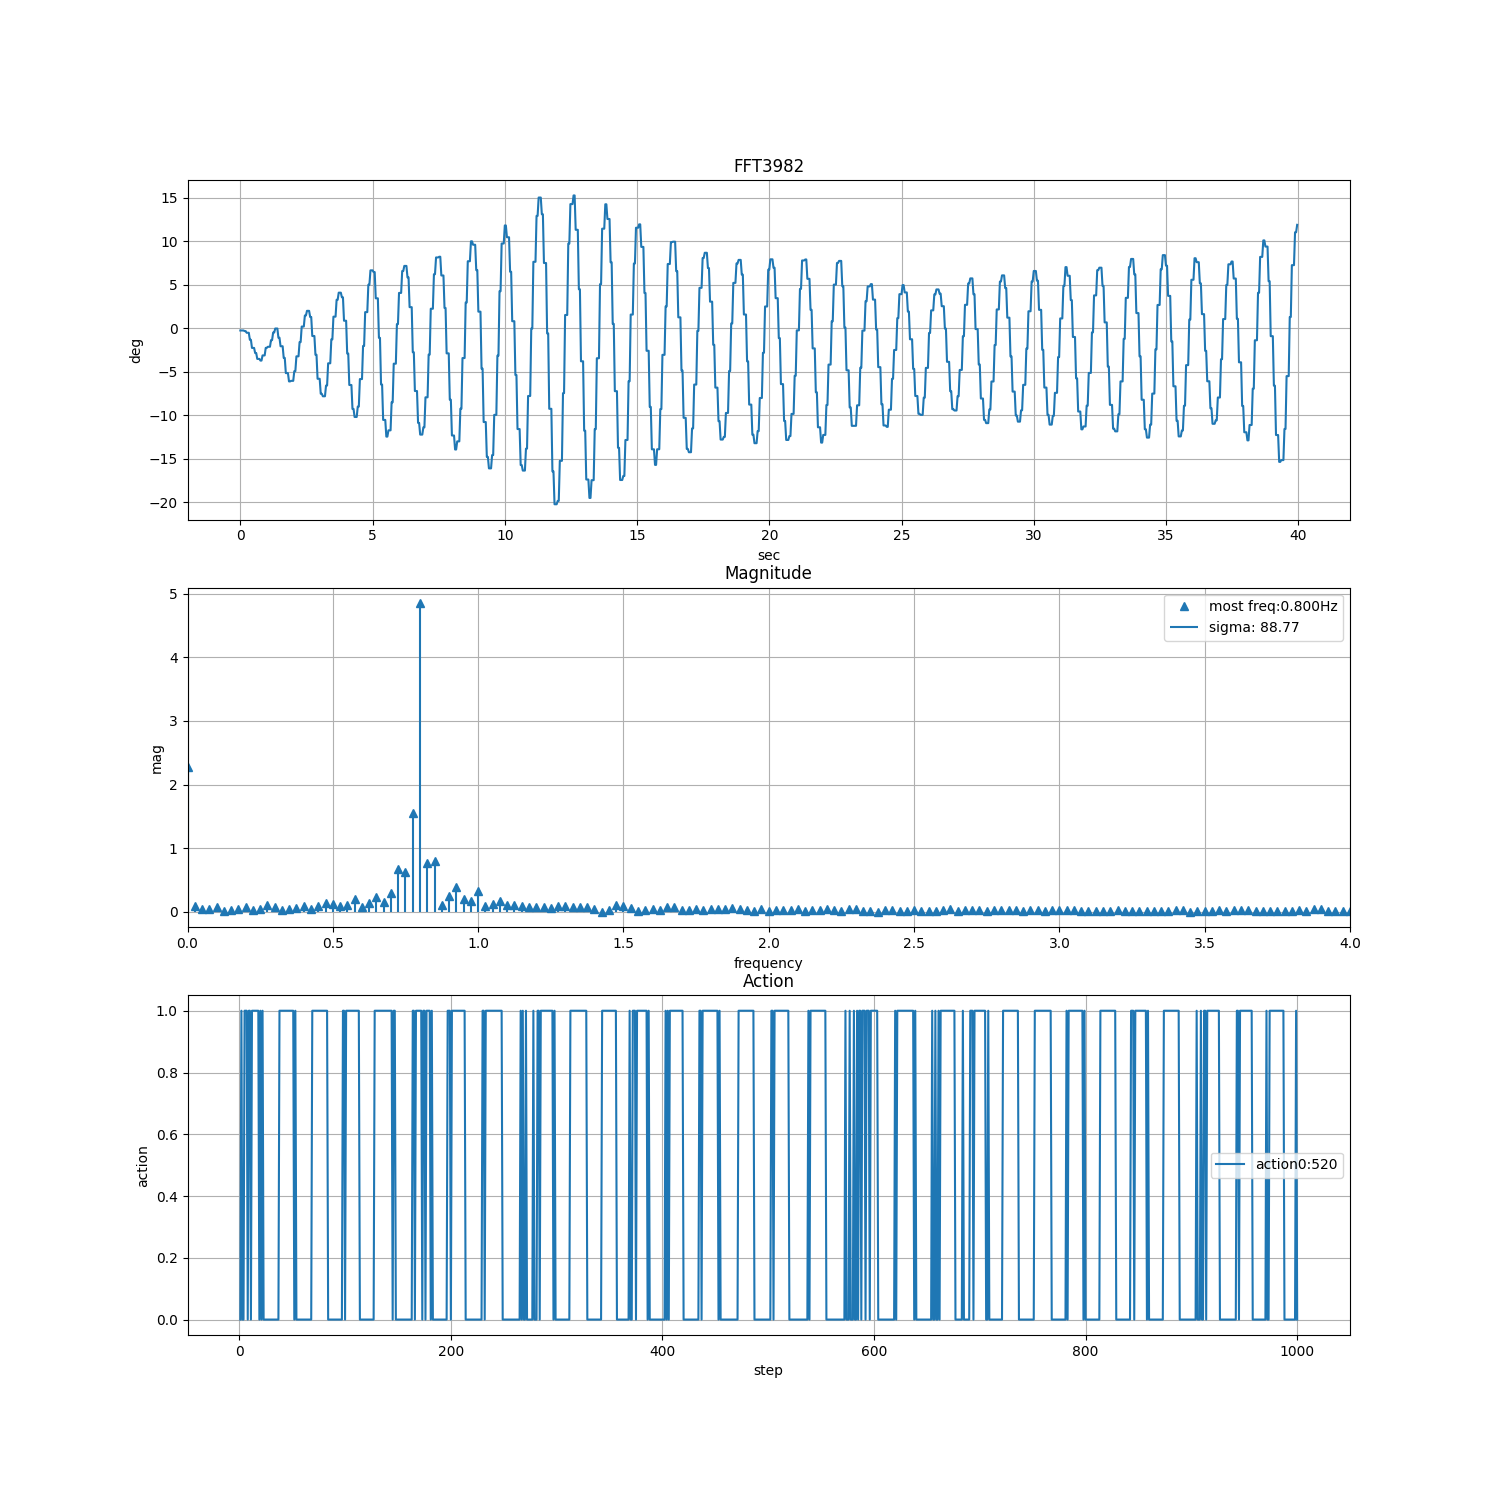 FFT3982
15
10
5
0
−5
−10
−15
−20
deg
0 5 10 15 20 25 30 35 40
sec
Magnitude
5
4
3
2
1
0
mag
most freq:0.800Hz
sigma: 88.77
0.0 0.5 1.0 1.5 2.0 2.5 3.0 3.5 4.0
frequency
Action
1.0
0.8
0.6
0.4
0.2
0.0
action
action0:520
0 200 400 600 800 1000
step